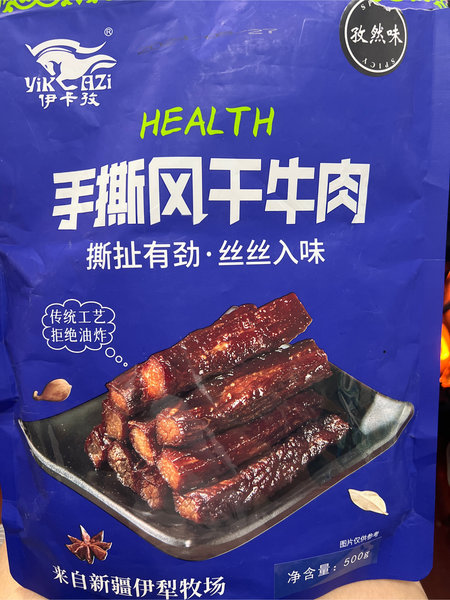 孜然味
SPICY
®
YiKAZi
伊卡孜
HEALTH
手撕风干牛肉
撕扯有劲·丝丝入味
传统工艺
拒绝油炸
图片仅供参考
净含量：500g
来自新疆伊犁牧场